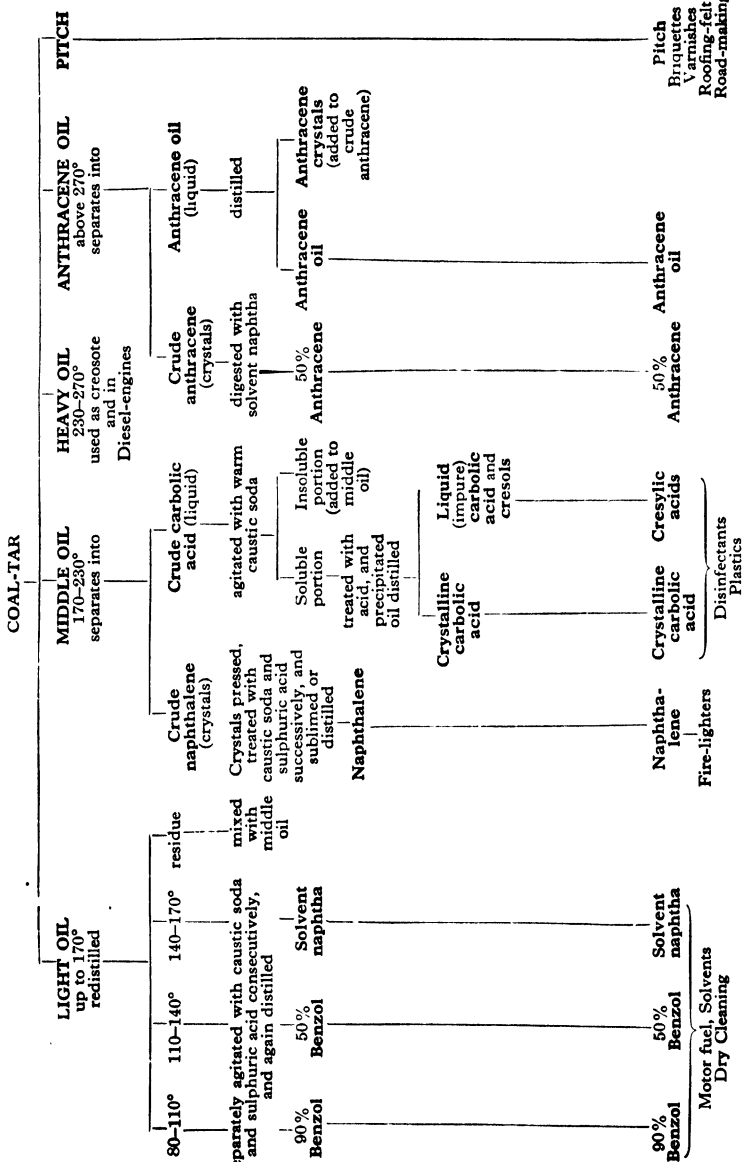 COAL-TAR
LIGHT OIL
up to 170°
redistilled
MIDDLE OIL
170–230°
separates into
HEAVY OIL
230–270°
used as creosote
and in
Diesel-engines
ANTHRACENE OIL
above 270°
separates into
PITCH
80–110°
110–140°
140–170°
residue
Crude
naphthalene
(crystals)
Crude carbolic
acid (liquid)
Crude
anthracene
(crystals)
Anthracene oil
(liquid)
eparately agitated with caustic soda
and sulphuric acid consecutively,
and again distilled
mixed
with
middle
oil
Crystals pressed,
treated with
caustic soda and
sulphuric acid
successively, and
sublimed or
distilled
agitated with warm
caustic soda
digested with
solvent naphtha
distilled
90%
Benzol
50%
Benzol
Solvent
naphtha
Naphthalene
Soluble
portion
Insoluble
portion
(added to
middle
oil)
50%
Anthracene
Anthracene
oil
Anthracene
crystals
(added to
crude
anthracene)
treated with
acid, and
precipitated
oil distilled
Crystalline
carbolic
acid
Liquid
(impure)
carbolic
acid and
cresols
90%
Benzol
50%
Benzol
Solvent
naphtha
Naphtha-
lene
Crystalline
carbolic
acid
Cresylic
acids
50%
Anthracene
Anthracene
oil
Pitch
Briquettes
Varnishes
Roofing-felt
Road-making
Motor fuel, Solvents
Dry Cleaning
Fire-lighters
Disinfectants
Plastics